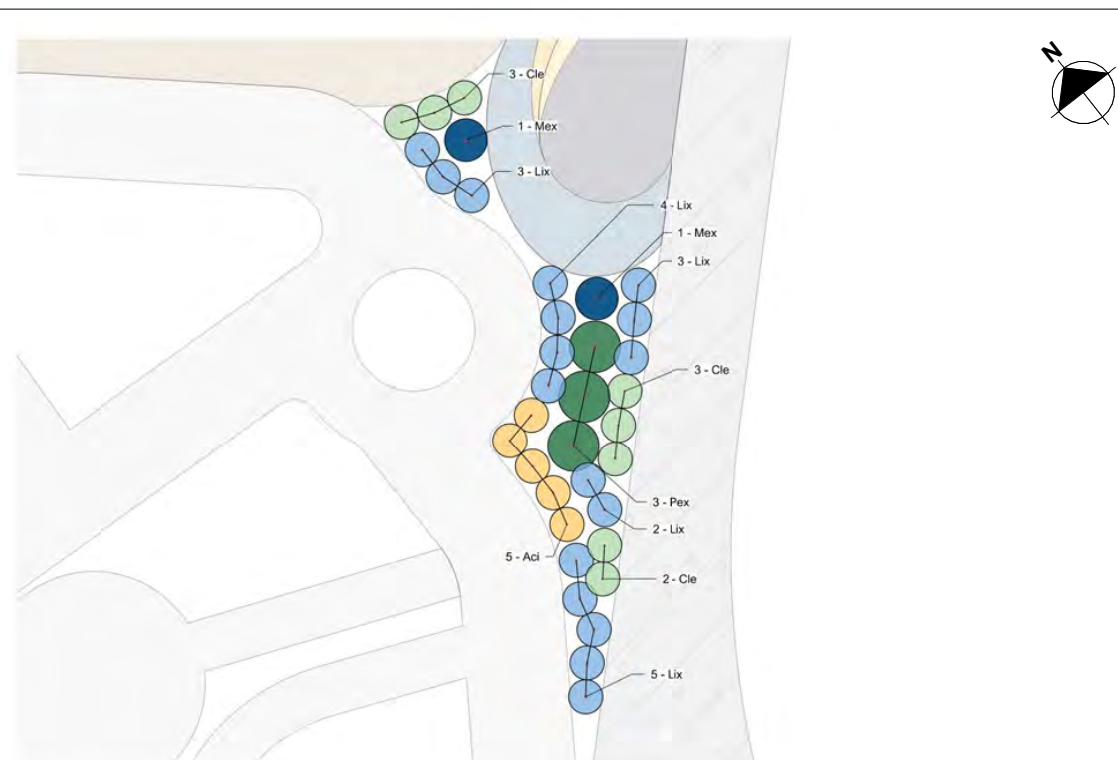 N
3 - Cle
1 - Mex
3 - Lix
4 - Lix
1 - Mex
3 - Lix
3 - Cle
3 - Pex
2 - Lix
5 - Aci
2 - Cle
5 - Lix